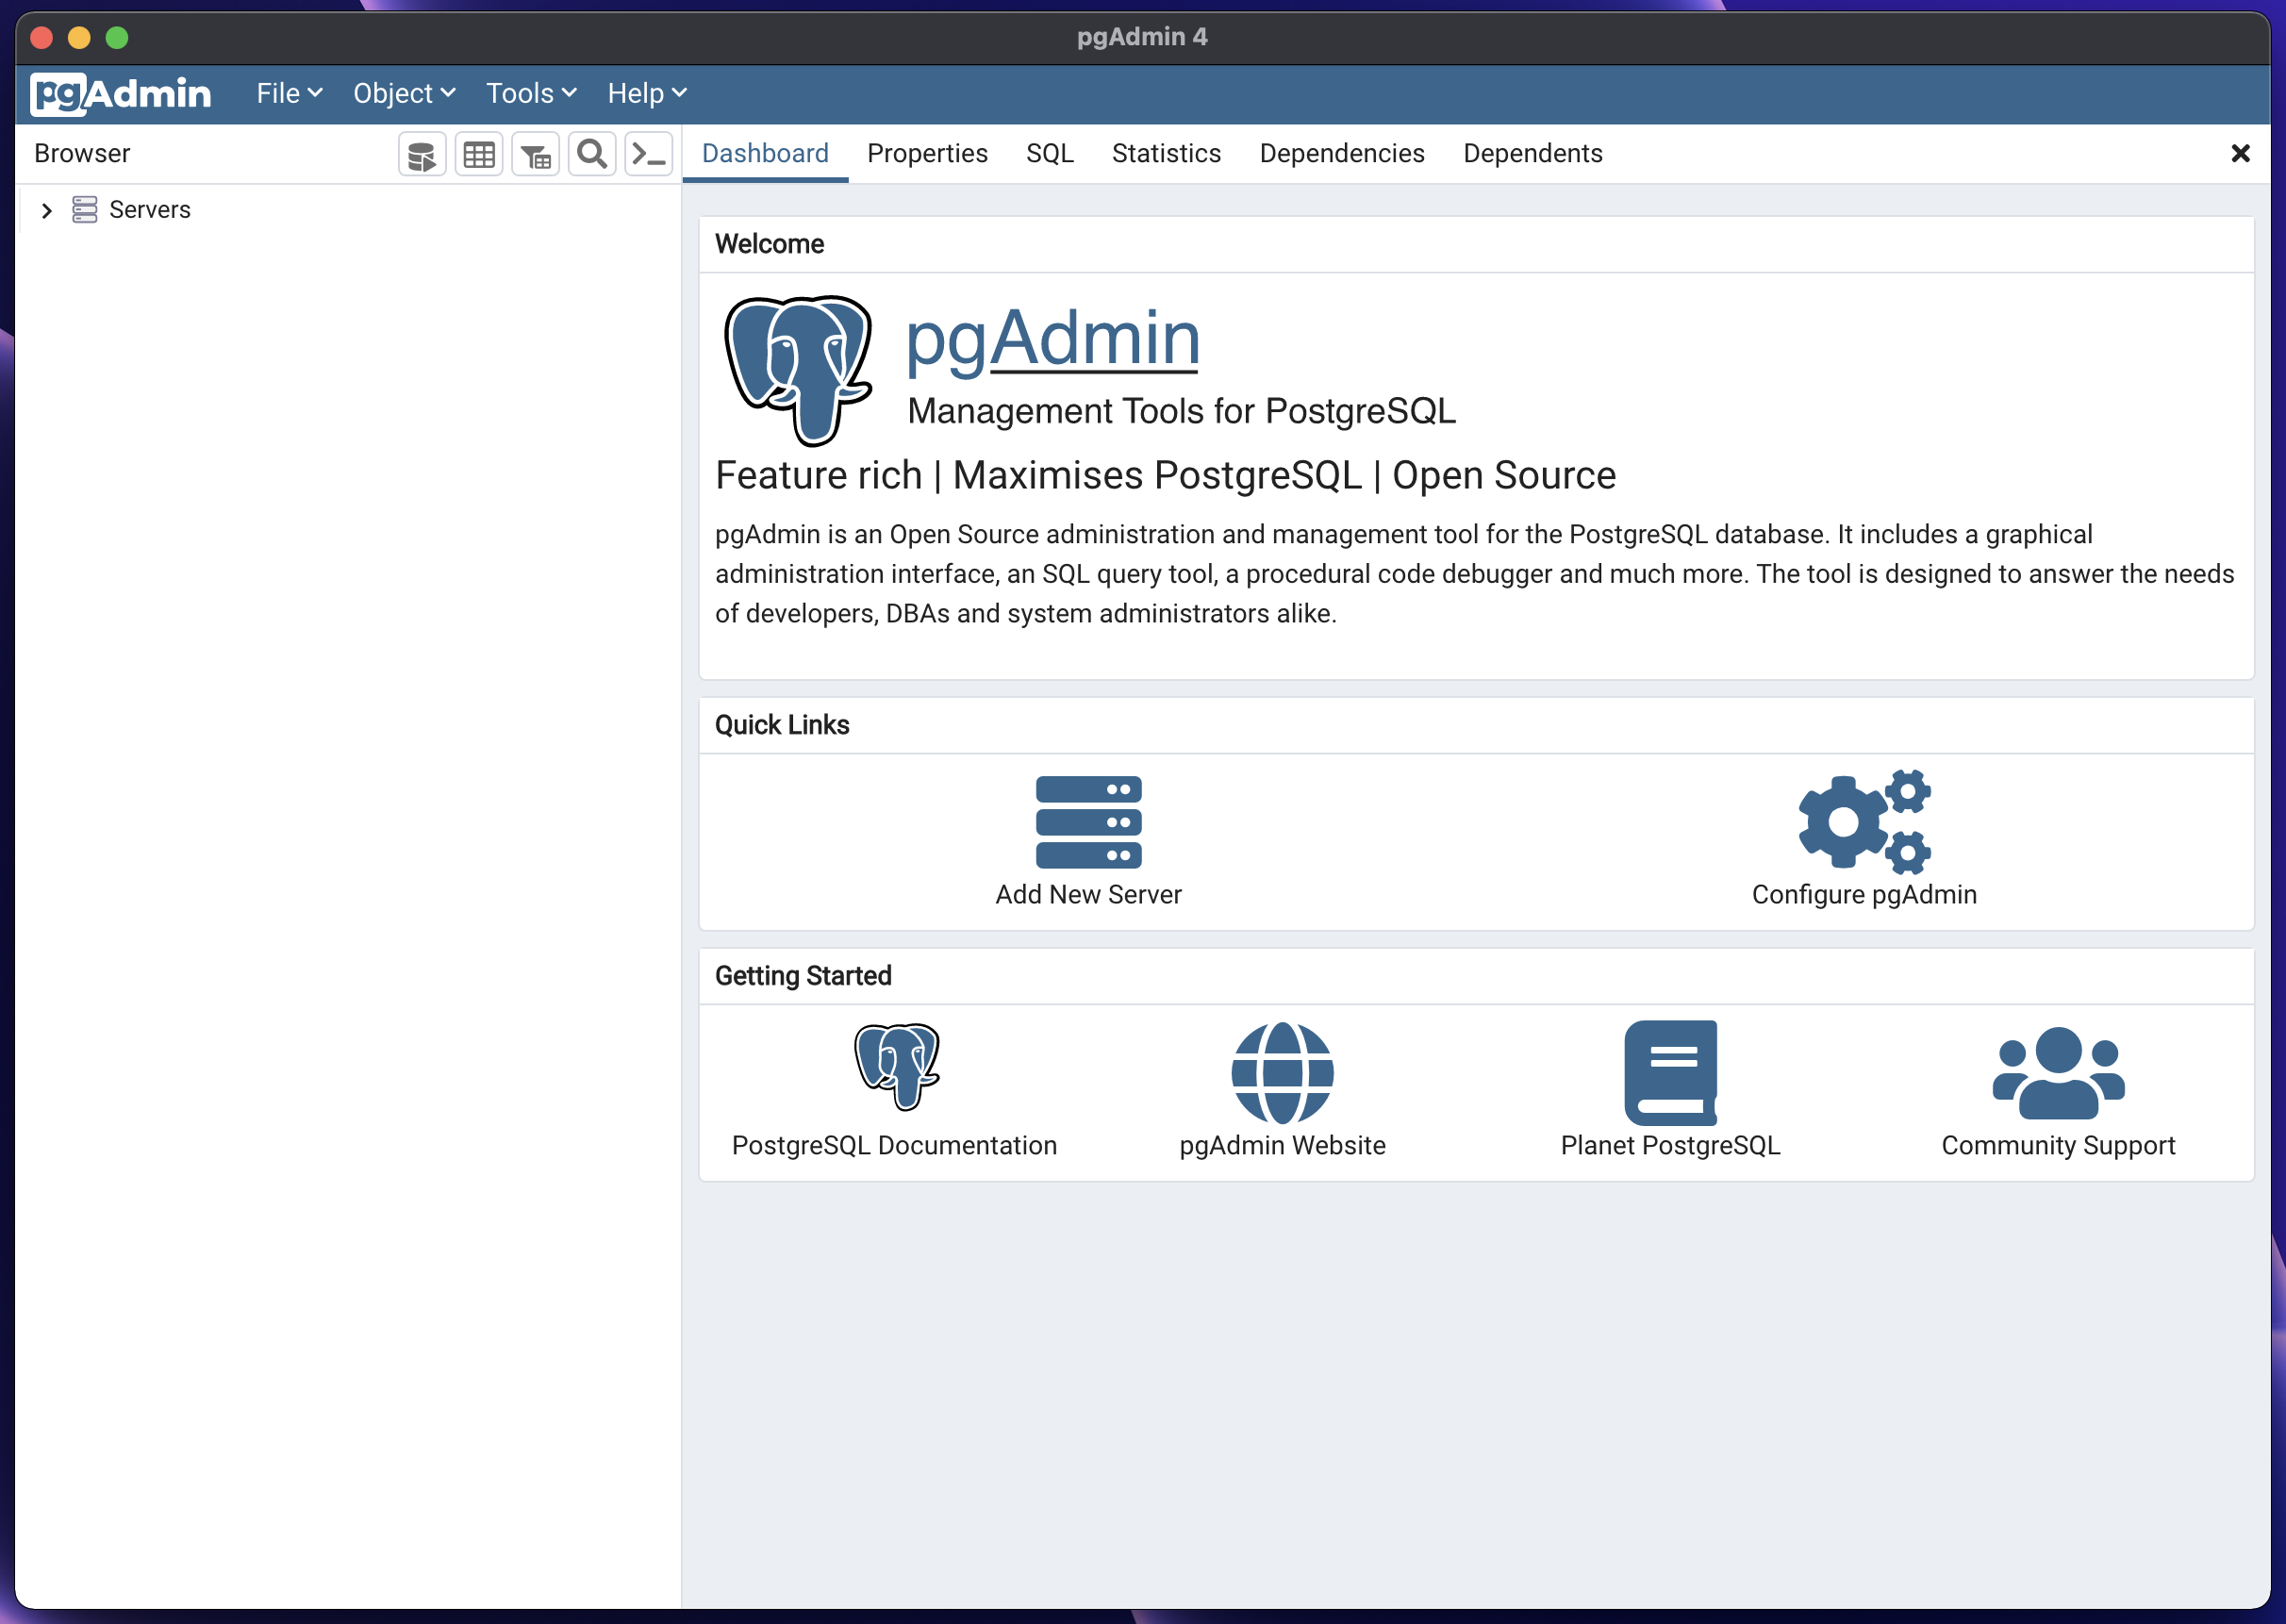 pgAdmin 4
pgAdmin File Object Tools Help
Browser Dashboard Properties SQL Statistics Dependencies Dependents
Servers
Welcome
pgAdmin
Management Tools for PostgreSQL
Feature rich | Maximises PostgreSQL | Open Source
pgAdmin is an Open Source administration and management tool for the PostgreSQL database. It includes a graphical
administration interface, an SQL query tool, a procedural code debugger and much more. The tool is designed to answer the needs
of developers, DBAs and system administrators alike.
Quick Links
Add New Server Configure pgAdmin
Getting Started
PostgreSQL Documentation pgAdmin Website Planet PostgreSQL Community Support